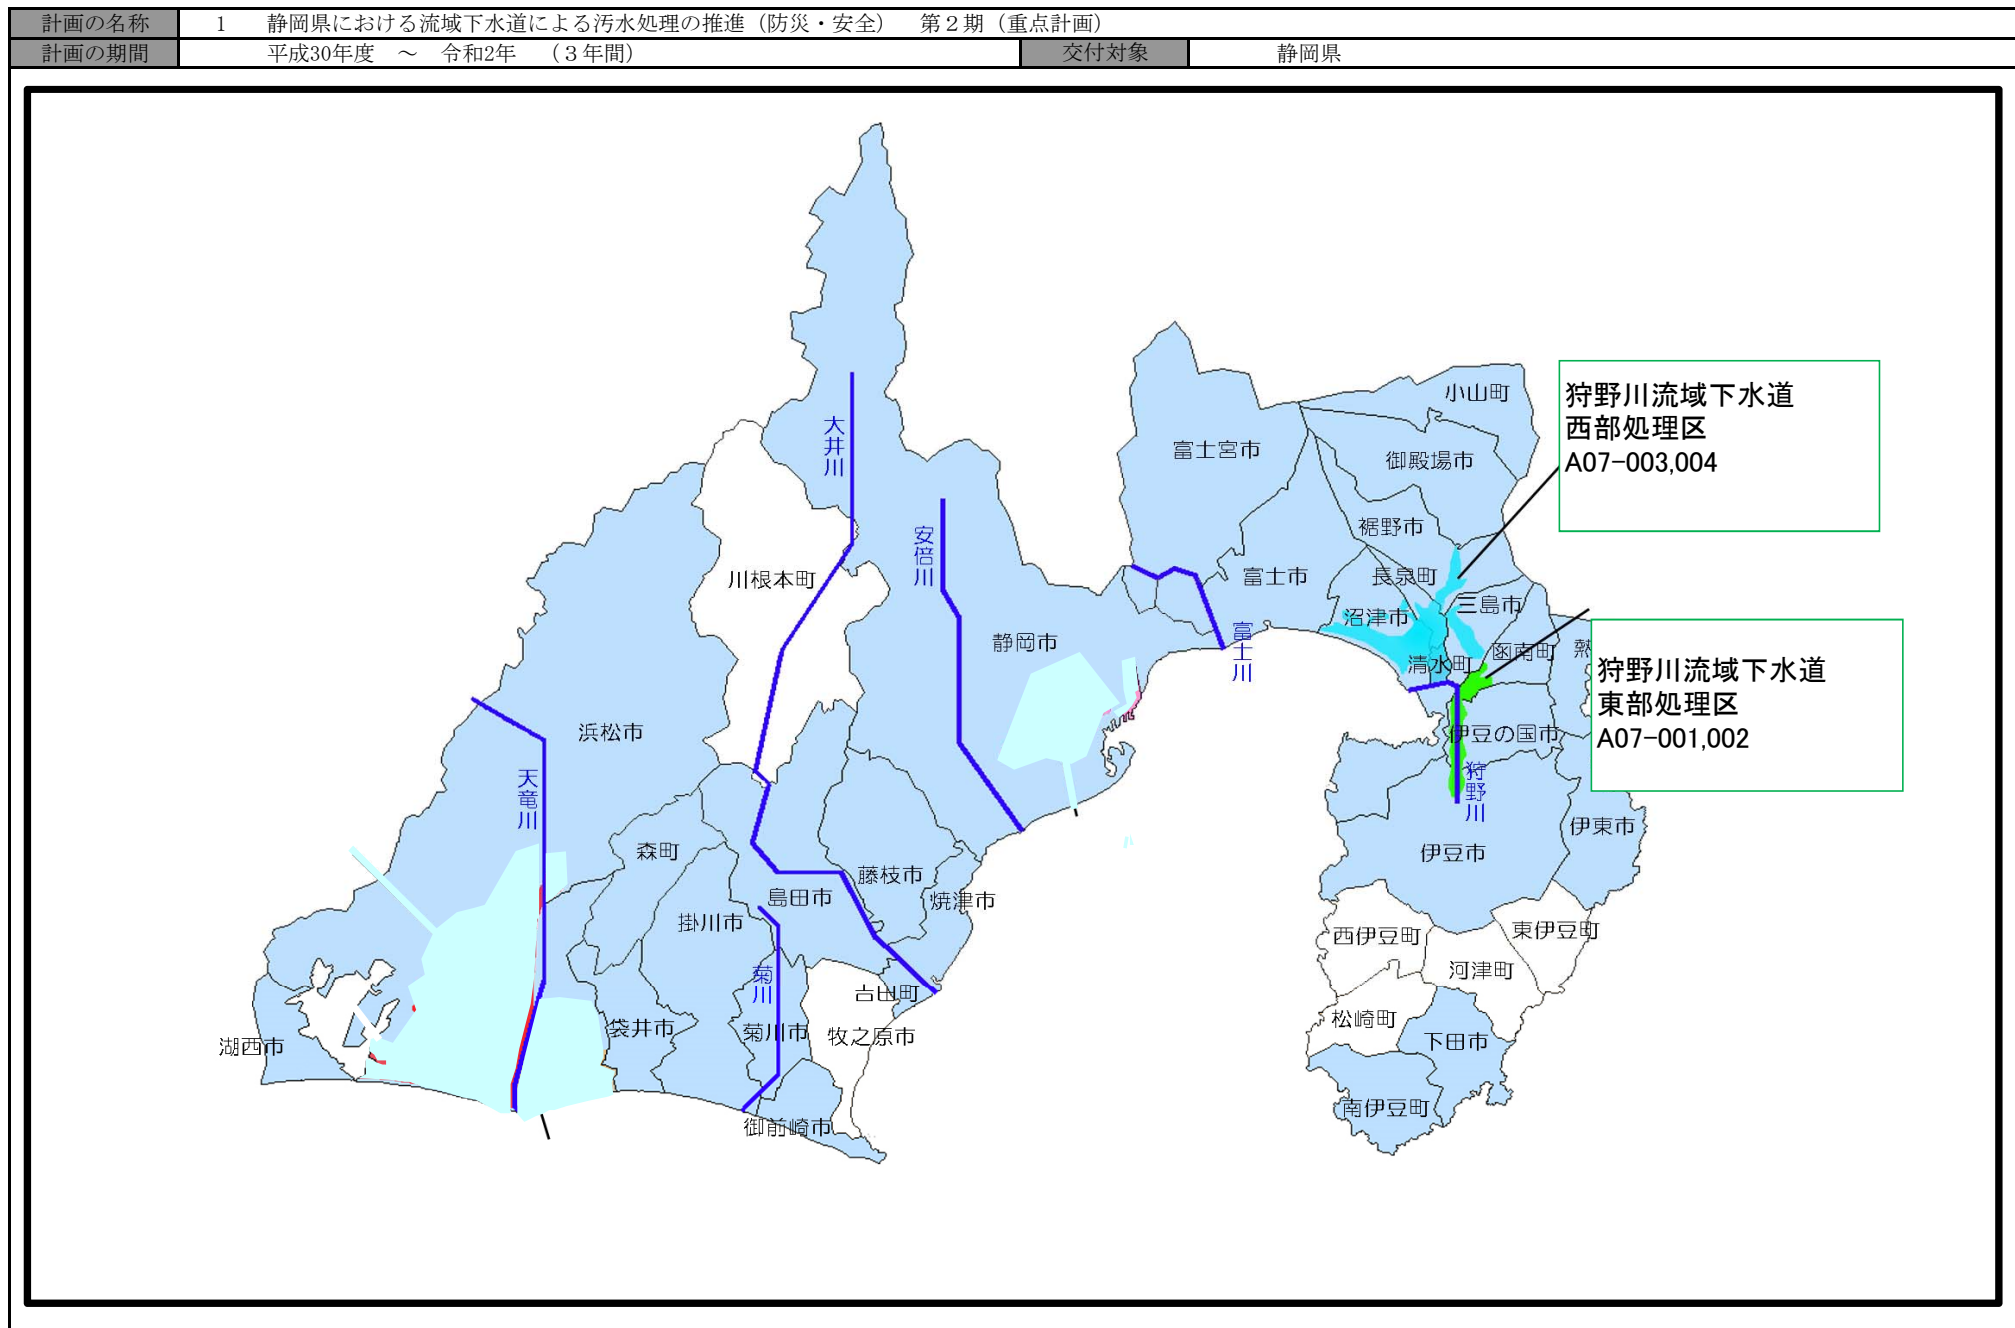 計画の名称 1 静岡県における流域下水道による汚水処理の推進（防災・安全） 第２期（重点計画）
計画の期間 平成30年度 ～ 令和2年 （３年間） 交付対象 静岡県
小山町
狩野川流域下水道
西部処理区
A07-003,004
大井川
富士宮市
御殿場市
裾野市
安倍川
川根本町
富士市
長泉町
三島市
沼津市
静岡市
富士川
清水町
函南町
熱
狩野川流域下水道
東部処理区
A07-001,002
浜松市
伊豆の国市
天竜川
狩野川
伊東市
森町
伊豆市
藤枝市
島田市
焼津市
掛川市
西伊豆町
東伊豆町
菊川
河津町
吉田町
松崎町
袋井市
菊川市
牧之原市
下田市
湖西市
南伊豆町
御前崎市